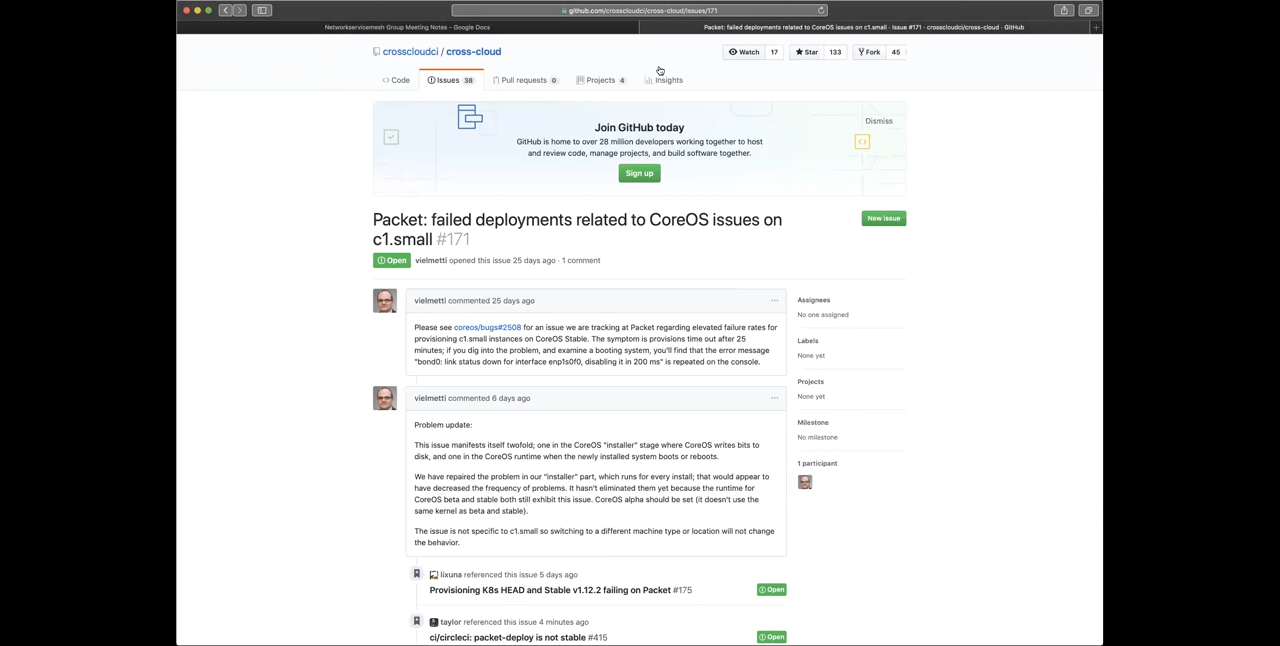 github.com/crosscloudci/cross-cloud/issues/171
Networkservicemesh Group Meeting Notes - Google Docs
Packet: failed deployments related to CoreOS issues on c1.small · Issue #171 · crosscloudci/cross-cloud · GitHub
crosscloudci / cross-cloud
Watch 17 Star 133 Fork 45
Code Issues 38 Pull requests 0 Projects 4 Insights
Dismiss
Join GitHub today
GitHub is home to over 28 million developers working together to host
and review code, manage projects, and build software together.
Sign up
Packet: failed deployments related to CoreOS issues on
c1.small #171
New issue
Open vielmetti opened this issue 25 days ago · 1 comment
vielmetti commented 25 days ago
Please see coreos/bugs#2508 for an issue we are tracking at Packet regarding elevated failure rates for
provisioning c1.small instances on CoreOS Stable. The symptom is provisions time out after 25
minutes; if you dig into the problem, and examine a booting system, you'll find that the error message
"bond0: link status down for interface enp1s0f0, disabling it in 200 ms" is repeated on the console.
vielmetti commented 6 days ago
Problem update:
This issue manifests itself twofold; one in the CoreOS "installer" stage where CoreOS writes bits to
disk, and one in the CoreOS runtime when the newly installed system boots or reboots.
We have repaired the problem in our "installer" part, which runs for every install; that would appear to
have decreased the frequency of problems. It hasn't eliminated them yet because the runtime for
CoreOS beta and stable both still exhibit this issue. CoreOS alpha should be set (it doesn't use the
same kernel as beta and stable).
The issue is not specific to c1.small so switching to a different machine type or location will not change
the behavior.
lixuna referenced this issue 5 days ago
Provisioning K8s HEAD and Stable v1.12.2 failing on Packet #175
Open
taylor referenced this issue 4 minutes ago
ci/circleci: packet-deploy is not stable #415
Open
Assignees
No one assigned
Labels
None yet
Projects
None yet
Milestone
No milestone
1 participant